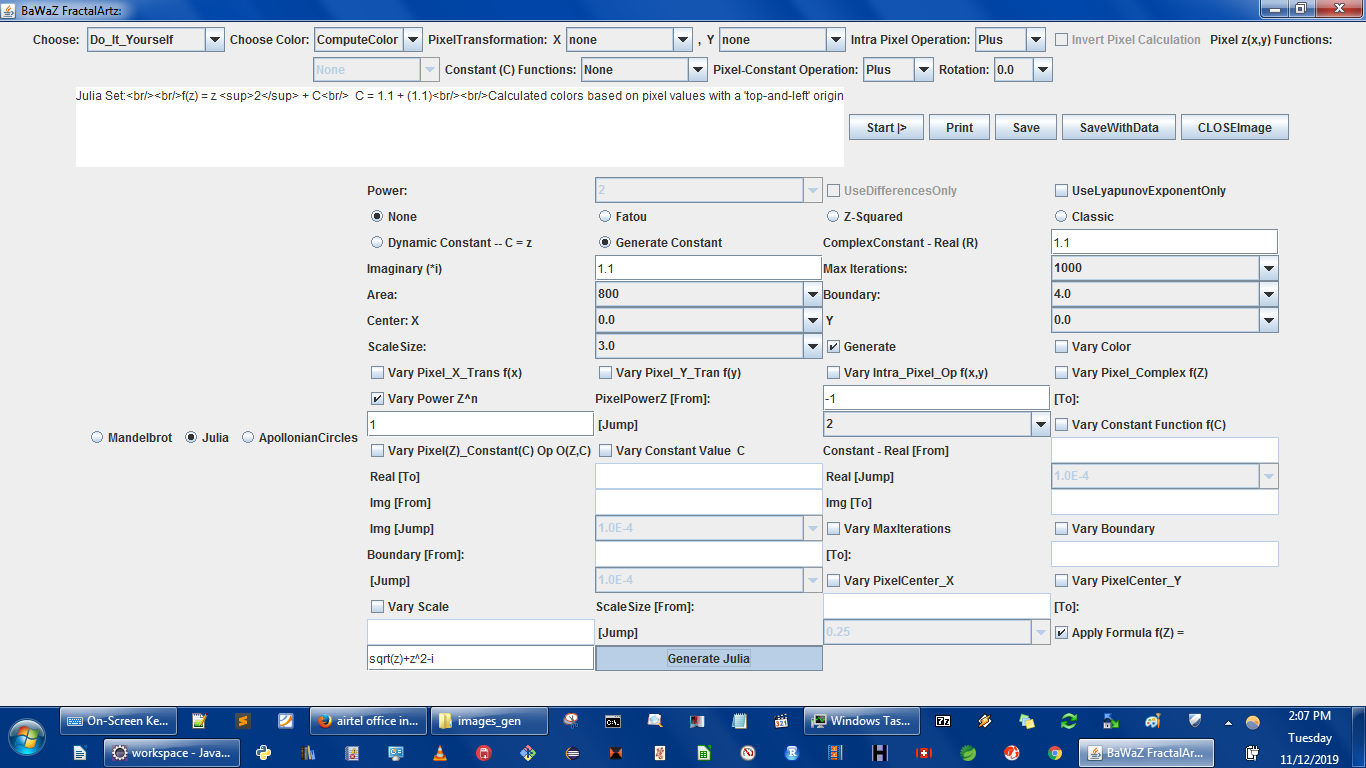 BaWaZ FractalArtz:
Choose: Do_It_Yourself Choose Color: ComputeColor PixelTransformation: X none , Y none Intra Pixel Operation: Plus Invert Pixel Calculation Pixel z(x,y) Functions:
None Constant (C) Functions: None Pixel-Constant Operation: Plus Rotation: 0.0
Julia Set:<br/><br/>f(z) = z <sup>2</sup> + C<br/> C = 1.1 + (1.1)<br/><br/>Calculated colors based on pixel values with a 'top-and-left' origin
Start |> Print Save SaveWithData CLOSEImage
Power: 2 UseDifferencesOnly UseLyapunovExponentOnly
None Fatou Z-Squared Classic
Dynamic Constant -- C = z Generate Constant ComplexConstant - Real (R) 1.1
Imaginary (*i) 1.1 Max Iterations: 1000
Area: 800 Boundary: 4.0
Center: X 0.0 Y 0.0
ScaleSize: 3.0 Generate Vary Color
Vary Pixel_X_Trans f(x) Vary Pixel_Y_Tran f(y) Vary Intra_Pixel_Op f(x,y) Vary Pixel_Complex f(Z)
Vary Power Z^n PixelPowerZ [From]: -1 [To]:
1 [Jump] 2 Vary Constant Function f(C)
Mandelbrot Julia ApollonianCircles
Vary Pixel(Z)_Constant(C) Op O(Z,C) Vary Constant Value C Constant - Real [From]
Real [To] Real [Jump] 1.0E-4
Img [From] Img [To]
Img [Jump] 1.0E-4 Vary MaxIterations Vary Boundary
Boundary [From]: [To]:
[Jump] 1.0E-4 Vary PixelCenter_X Vary PixelCenter_Y
Vary Scale ScaleSize [From]: [To]:
[Jump] 0.25 Apply Formula f(Z) =
sqrt(z)+z^2-i Generate Julia
On-Screen Ke... airtel office in... images_gen Windows Tas... 2:07 PM
Tuesday
workspace - Java... BaWaZ FractalAr... 11/12/2019